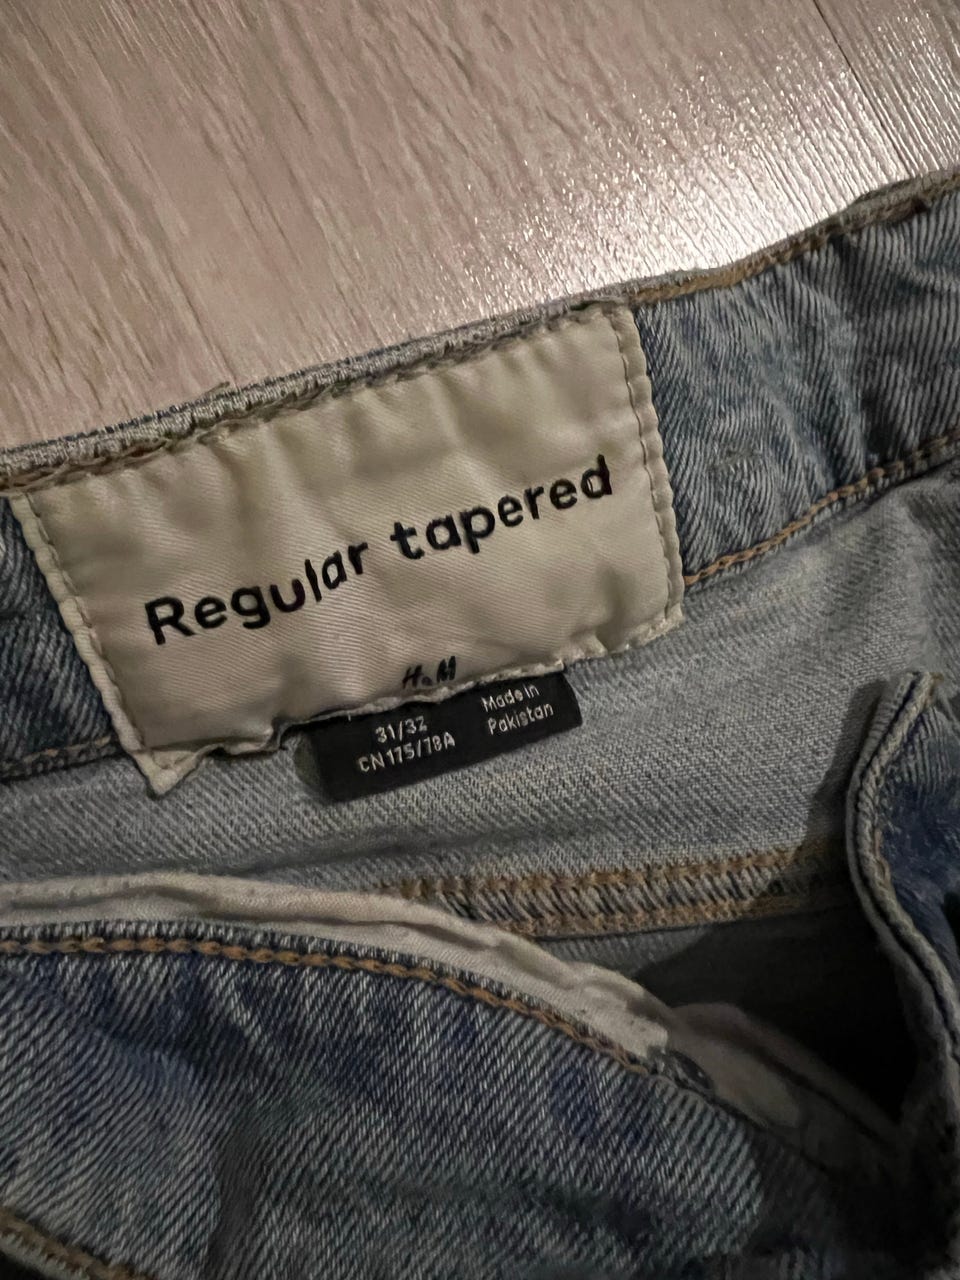 Regular tapered
H&M
31/32
CN175/78A
Made in
Pakistan